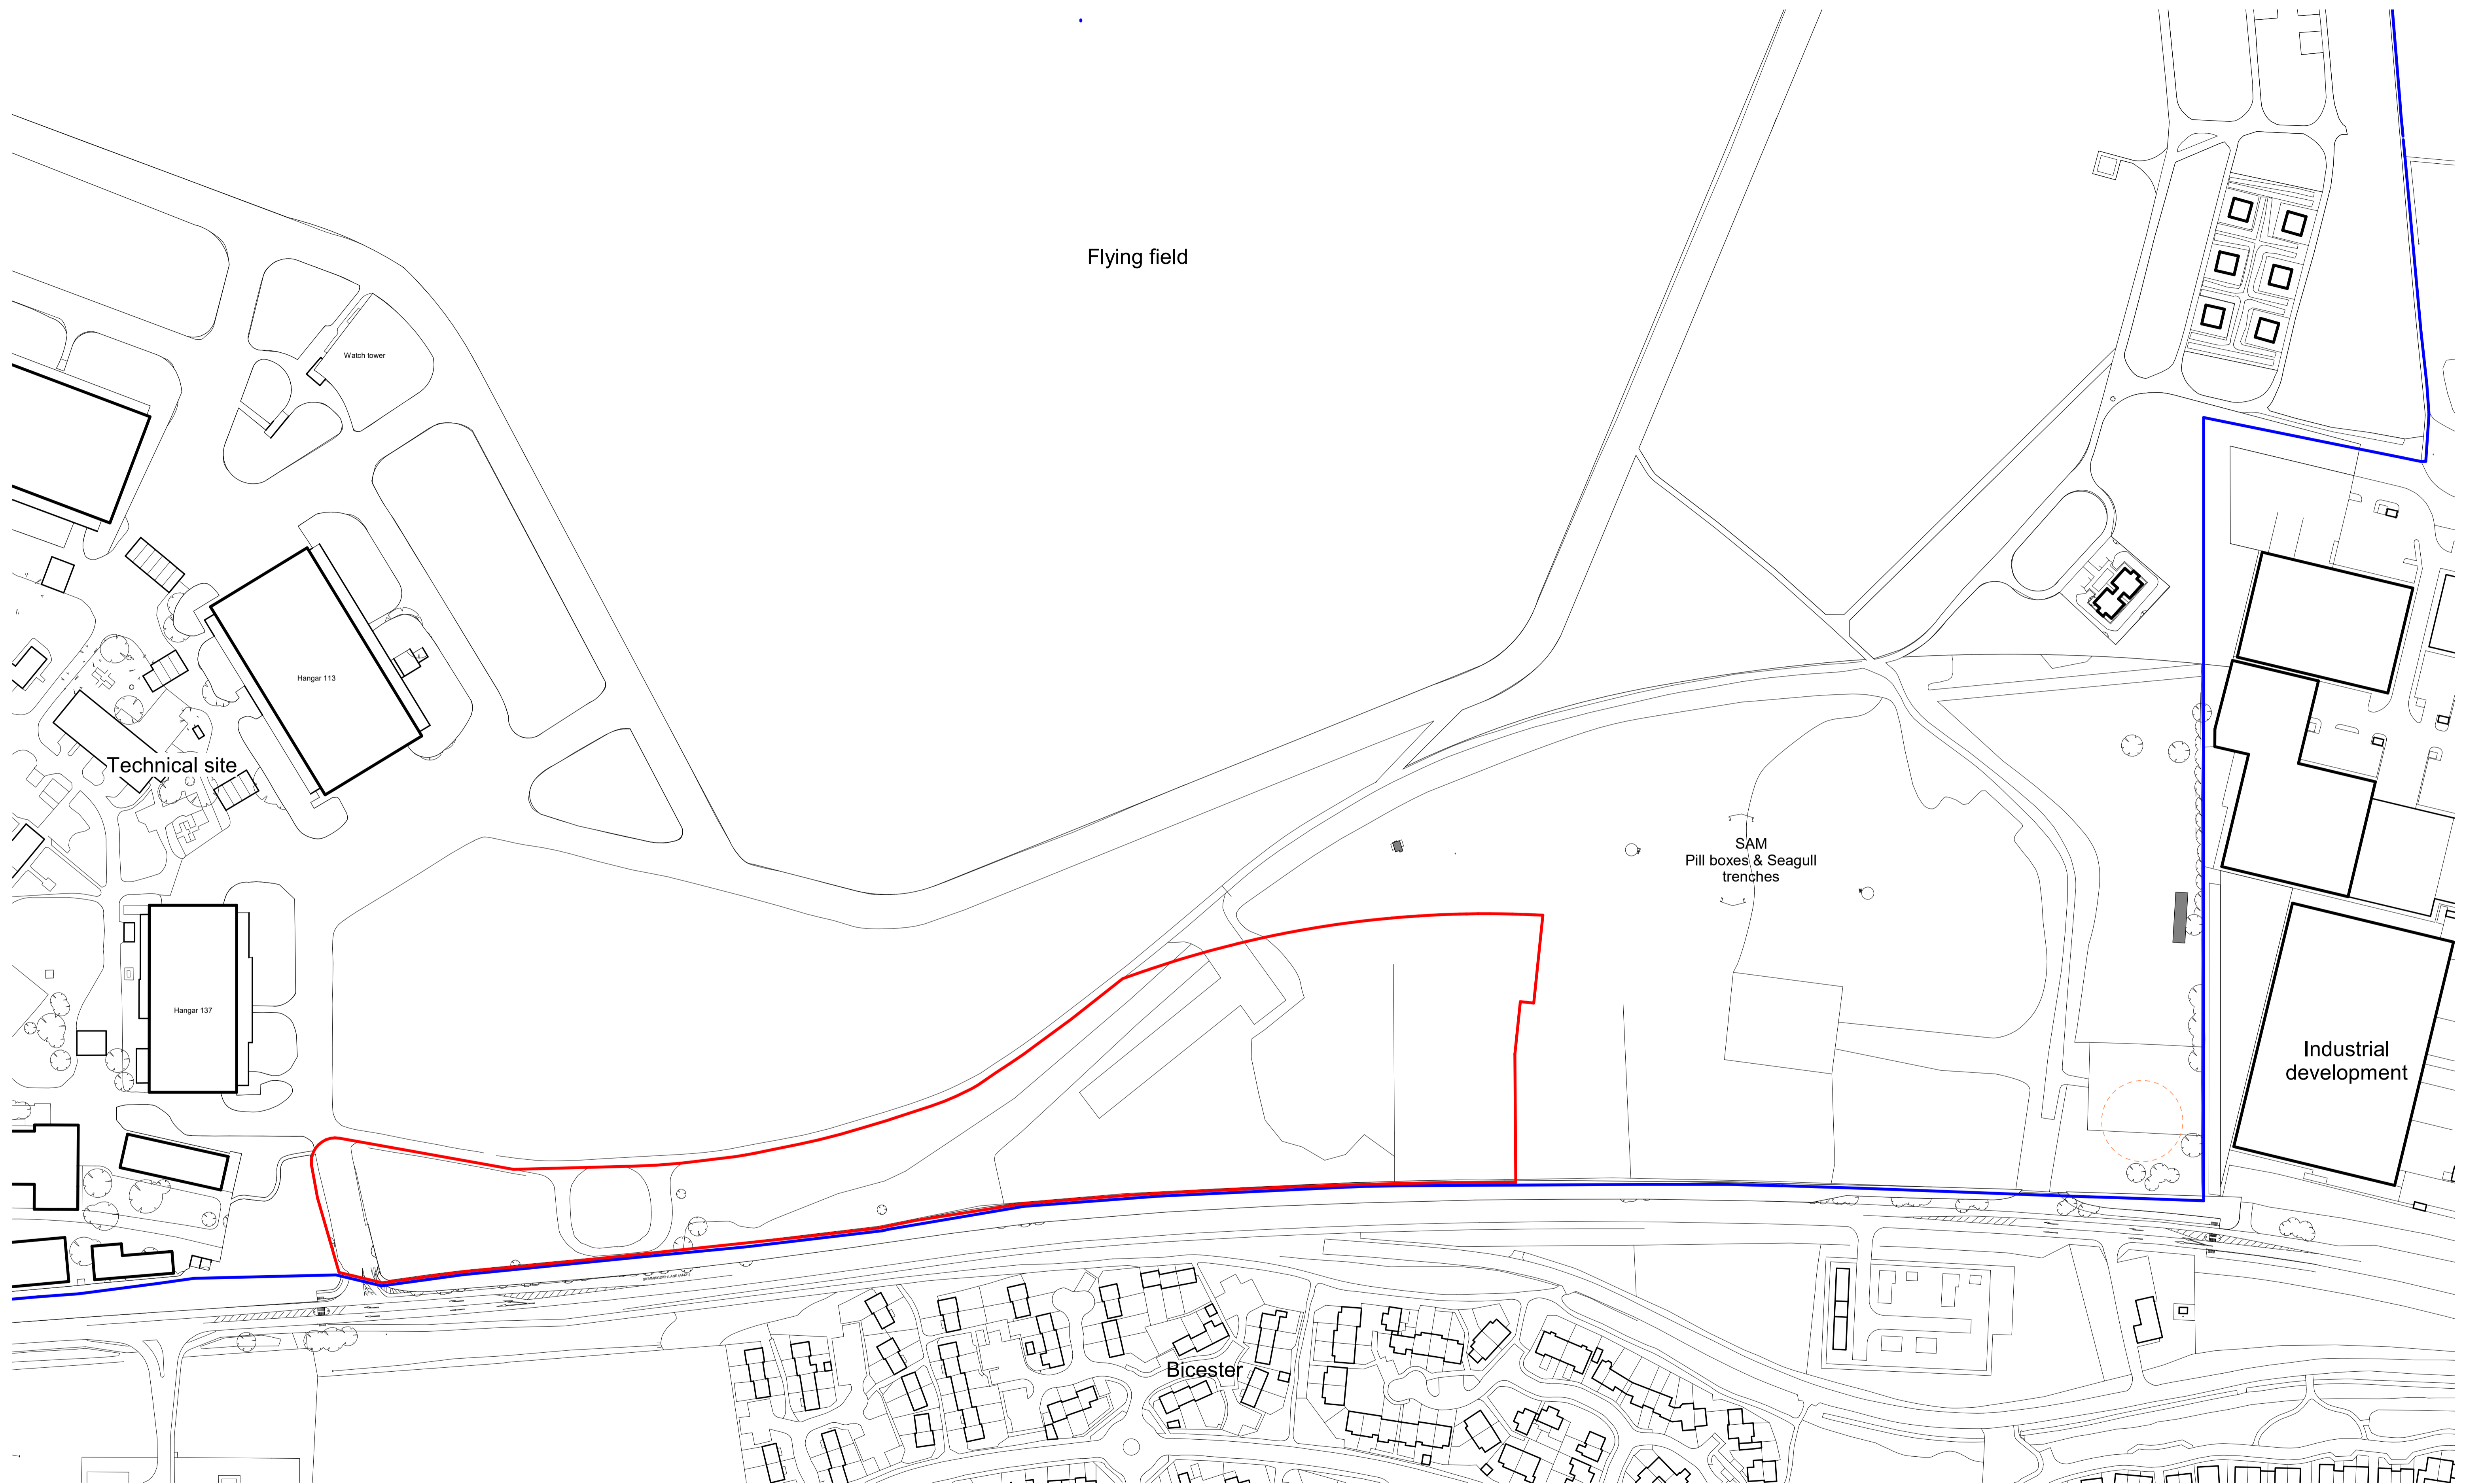 Flying field
Watch tower
Hangar 113
Technical site
SAM
Pill boxes & Seagull
trenches
Hangar 137
Industrial
development
Bicester